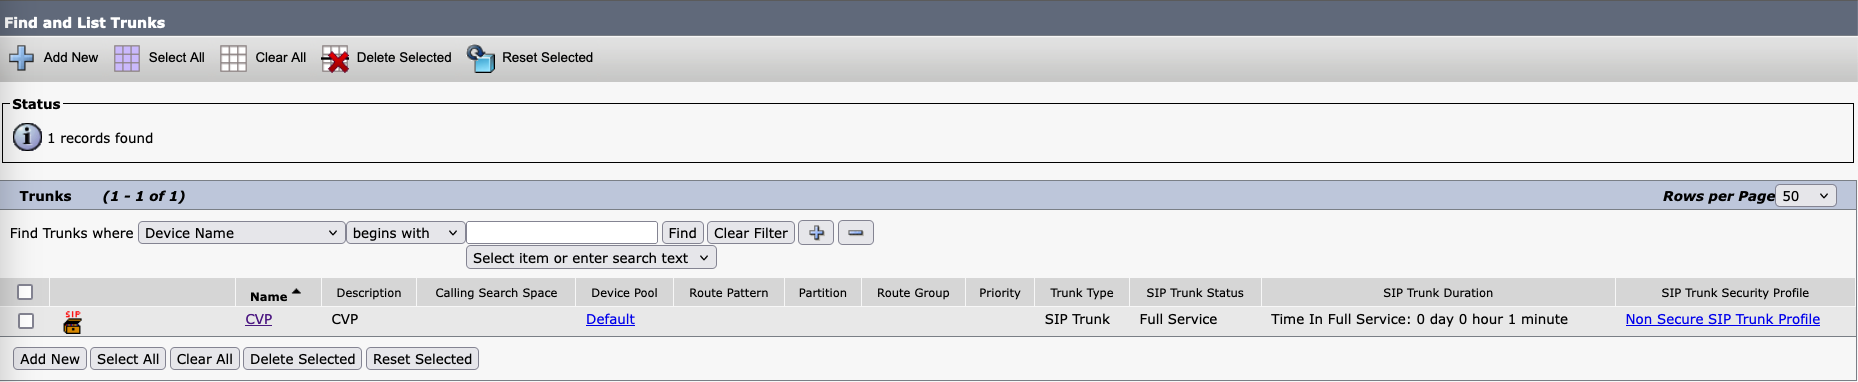 Find and List Trunks
Add New Select All Clear All Delete Selected Reset Selected
Status
i 1 records found
Trunks (1 - 1 of 1) Rows per Page 50
Find Trunks where Device Name begins with Find Clear Filter
Select item or enter search text
Name Description Calling Search Space Device Pool Route Pattern Partition Route Group Priority Trunk Type SIP Trunk Status SIP Trunk Duration SIP Trunk Security Profile
SIP CVP CVP Default SIP Trunk Full Service Time In Full Service: 0 day 0 hour 1 minute Non Secure SIP Trunk Profile
Add New Select All Clear All Delete Selected Reset Selected